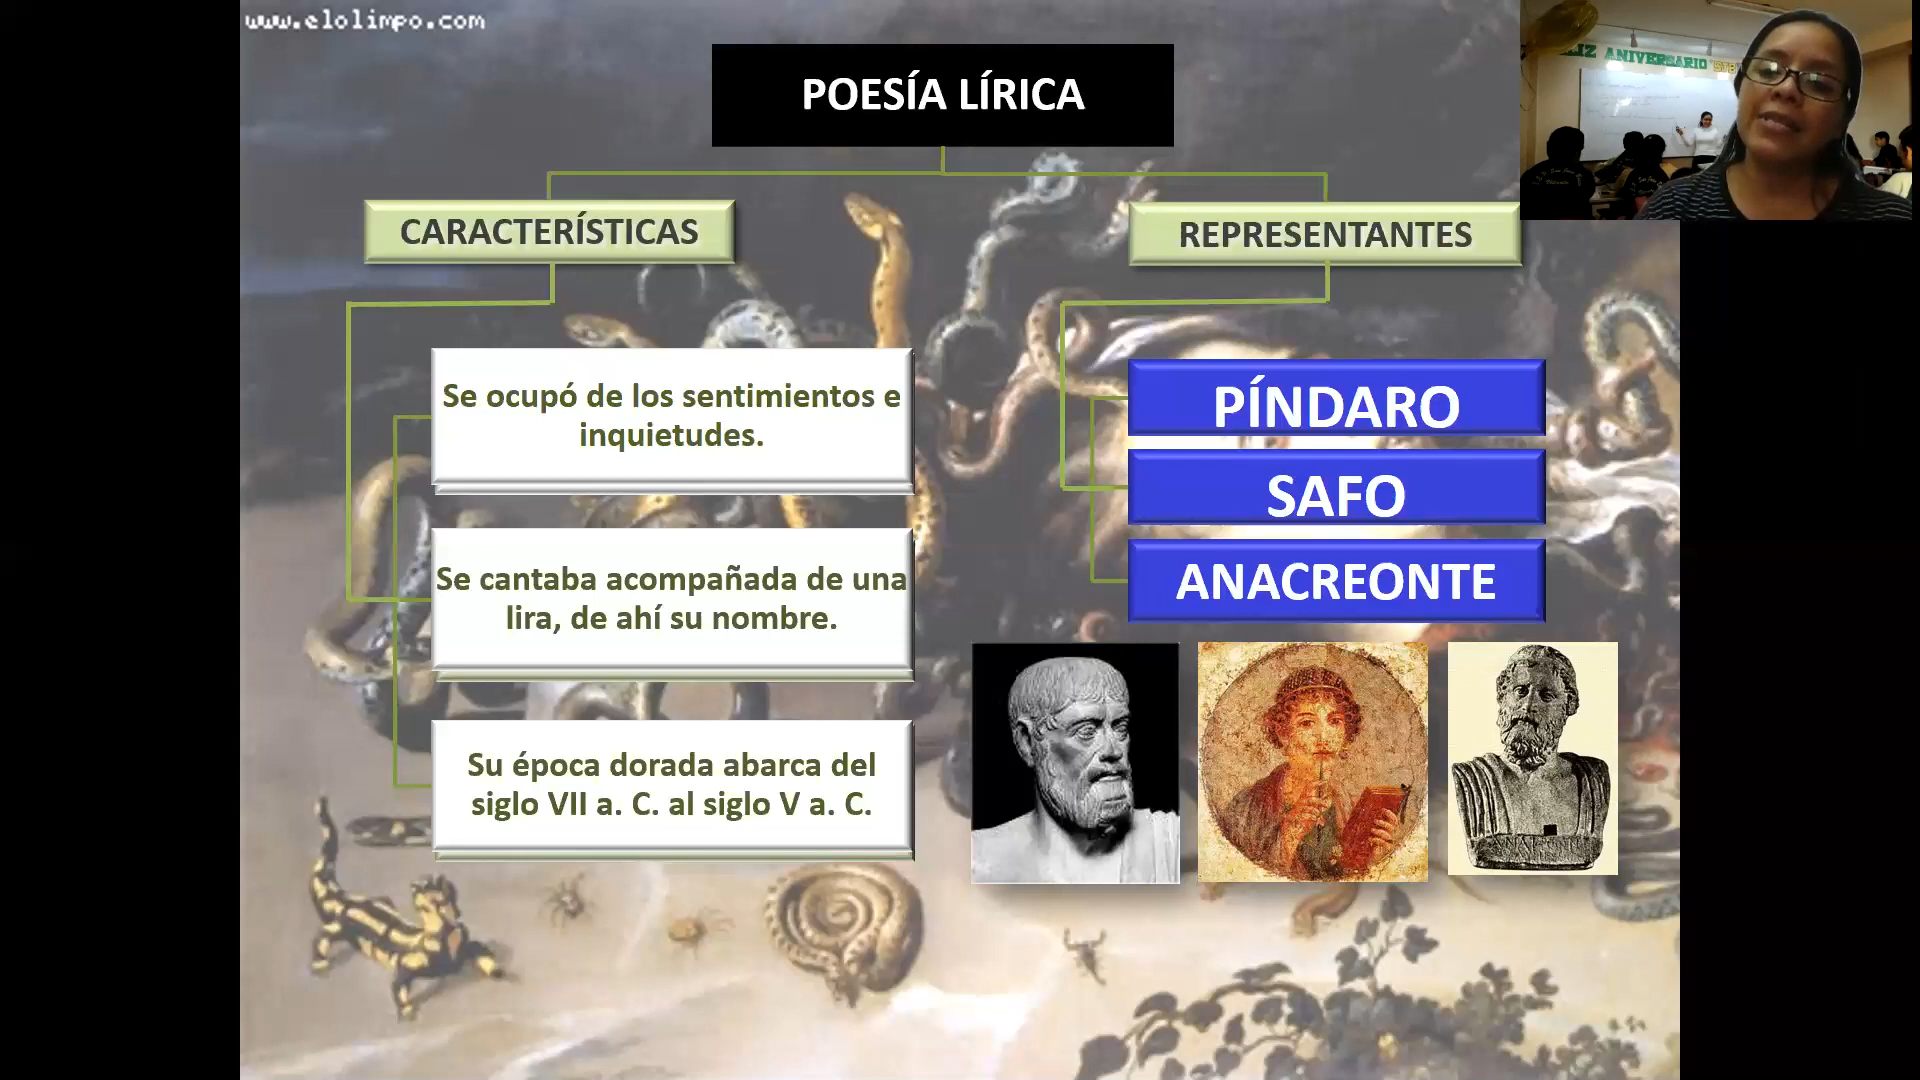 www.elolimpo.com
POESÍA LÍRICA
CARACTERÍSTICAS
REPRESENTANTES
Se ocupó de los sentimientos e
inquietudes.
Se cantaba acompañada de una
lira, de ahí su nombre.
Su época dorada abarca del
siglo VII a. C. al siglo V a. C.
PÍNDARO
SAFO
ANACREONTE
ANIVERSARIO